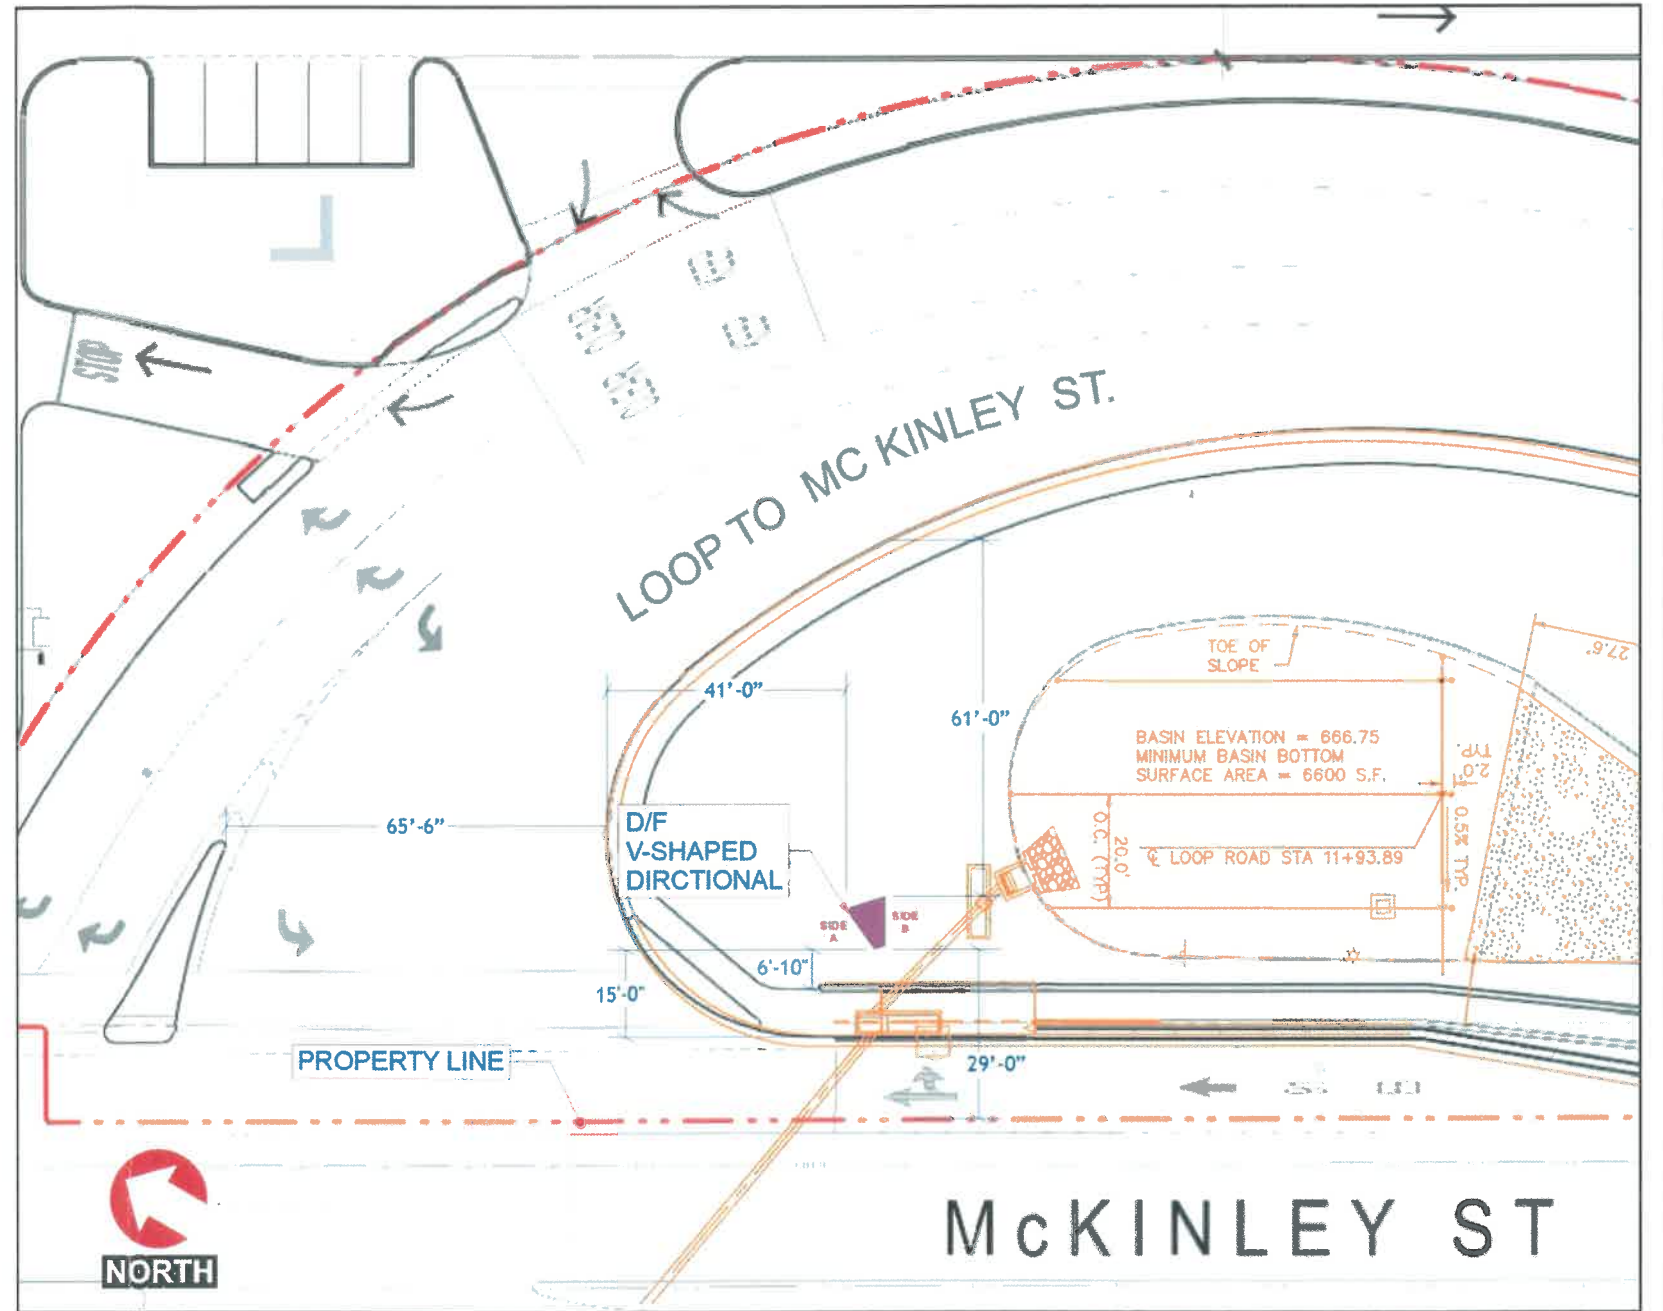 STOP
LOOP TO MC KINLEY ST.
TOE OF
SLOPE
27.6'
41'-0"
61'-0"
BASIN ELEVATION = 666.75
MINIMUM BASIN BOTTOM
SURFACE AREA = 6600 S.F.
2.0'
TYP.
65'-6"
D/F
V-SHAPED
DIRCTIONAL
20.0'
O.C. (TYP.)
℄ LOOP ROAD STA 11+93.89
0.5% TYP.
SIDE
A
SIDE
B
6'-10"
15'-0"
PROPERTY LINE
29'-0"
NORTH
McKINLEY ST